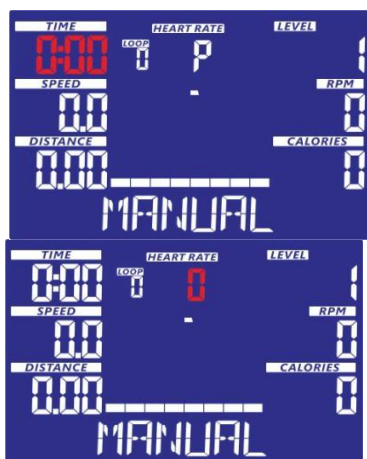 TIME HEART RATE LEVEL
0:00 LOOP 0 P 1
SPEED RPM
0.0 0
DISTANCE CALORIES
0.00 0
MANUAL
TIME HEART RATE LEVEL
0:00 LOOP 0 0 1
SPEED RPM
0.0 0
DISTANCE CALORIES
0.00 0
MANUAL